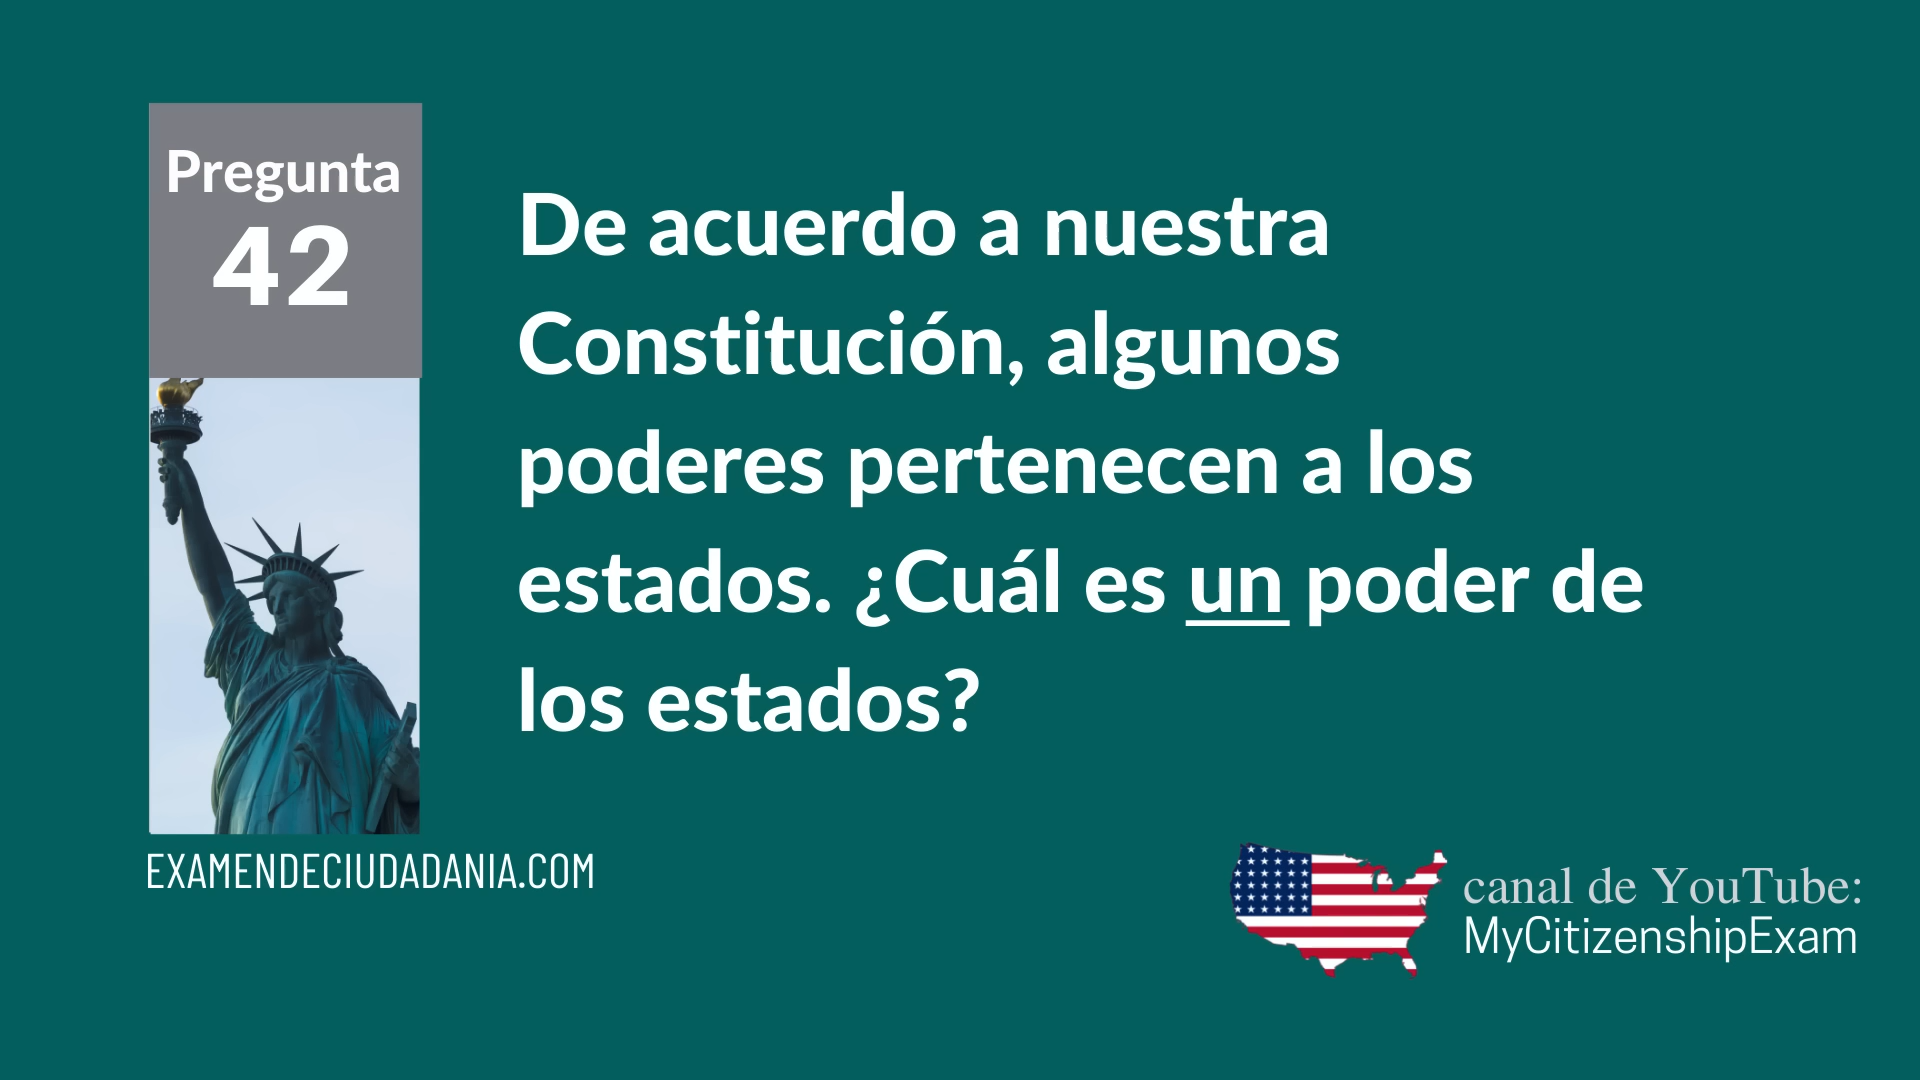 Pregunta
42
De acuerdo a nuestra
Constitución, algunos
poderes pertenecen a los
estados. ¿Cuál es un poder de
los estados?
EXAMENDECIUDADANIA.COM
canal de YouTube:
MyCitizenshipExam